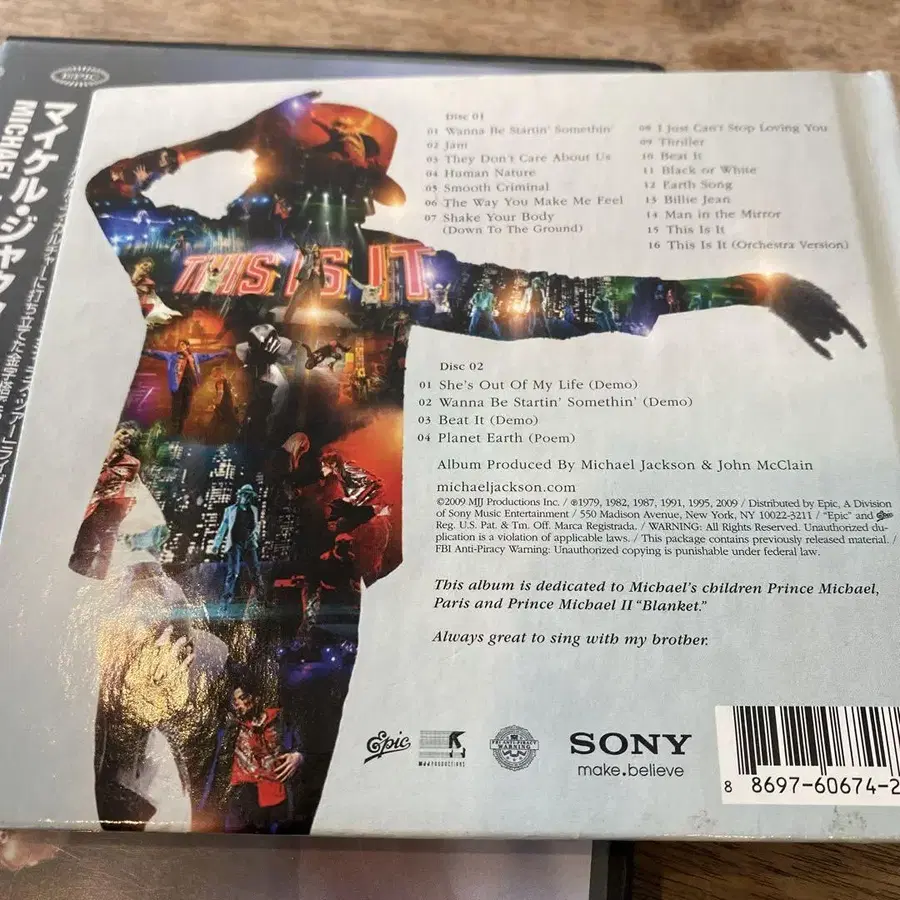 EPIC
マイケル・ジャク
MICHAEL
THIS IS IT
Disc 01
01 Wanna Be Startin' Somethin'
02 Jam
03 They Don't Care About Us
04 Human Nature
05 Smooth Criminal
06 The Way You Make Me Feel
07 Shake Your Body
(Down To The Ground)
08 I Just Can't Stop Loving You
09 Thriller
10 Beat It
11 Black or White
12 Earth Song
13 Billie Jean
14 Man in the Mirror
15 This Is It
16 This Is It (Orchestra Version)
Disc 02
01 She's Out Of My Life (Demo)
02 Wanna Be Startin' Somethin' (Demo)
03 Beat It (Demo)
04 Planet Earth (Poem)
Album Produced By Michael Jackson & John McClain
michaeljackson.com
©2009 MJJ Productions Inc. / ℗1979, 1982, 1987, 1991, 1995, 2009 / Distributed by Epic, A Division
of Sony Music Entertainment / 550 Madison Avenue, New York, NY 10022-3211 / "Epic" and
Reg. U.S. Pat. & Tm. Off. Marca Registrada. / WARNING: All Rights Reserved. Unauthorized du-
plication is a violation of applicable laws. / This package contains previously released material. /
FBI Anti-Piracy Warning: Unauthorized copying is punishable under federal law.
This album is dedicated to Michael's children Prince Michael,
Paris and Prince Michael II "Blanket."
Always great to sing with my brother.
Epic
MJJ PRODUCTIONS
FBI ANTI-PIRACY
WARNING
SONY
make.believe
8 8697-60674-2